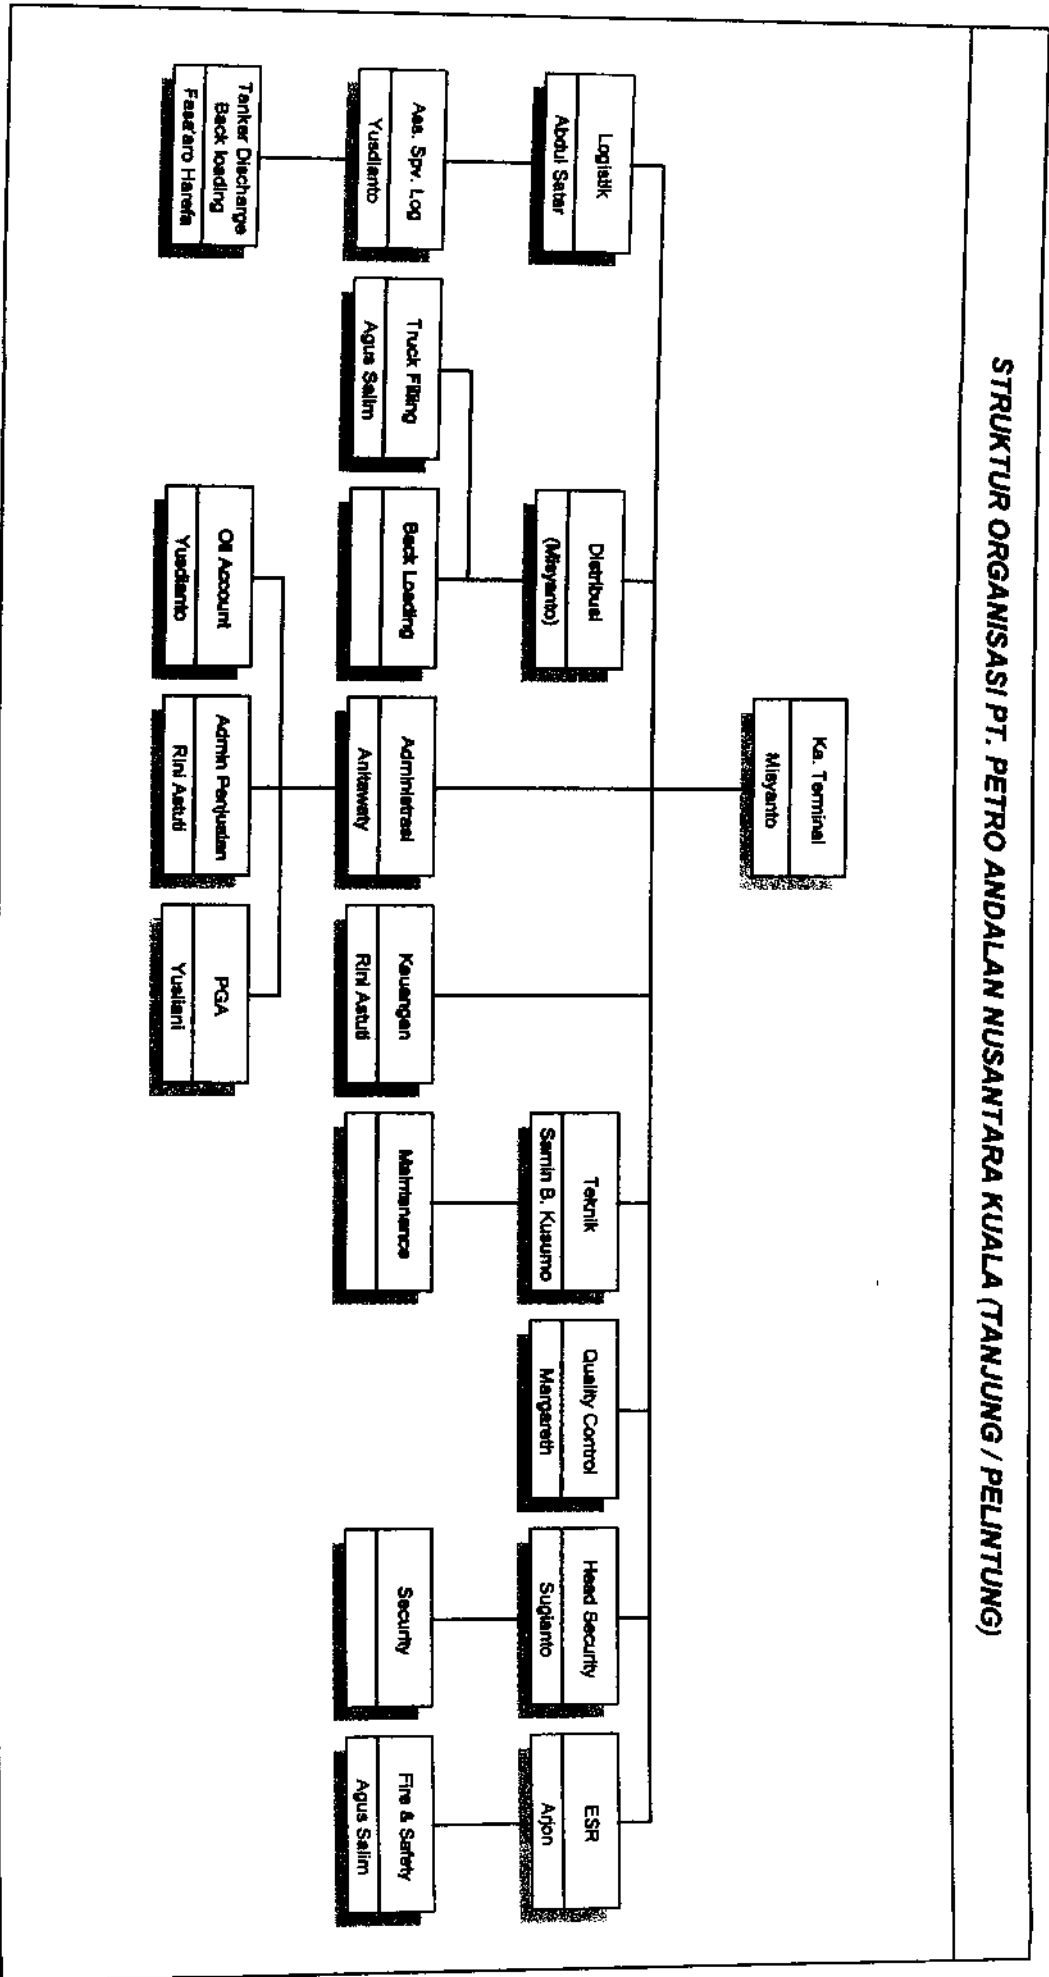 STRUKTUR ORGANISASI PT. PETRO ANDALAN NUSANTARA KUALA (TANJUNG / PELINTUNG)
Ka. Terminal
Misyanto
Logistik
Abdul Satar
Distribusi
(Misyanto)
Teknik
Samin B. Kusumo
Quality Control
Margareth
Head Security
Sugianto
ESR
Arjon
Ass. Spv. Log
Yusdianto
Truck Filling
Agus Salim
Back Loading
Administrasi
Anitawaty
Keuangan
Rini Astuti
Maintenance
Security
Fire & Safety
Agus Salim
Tanker Discharge
Back loading
Fasa'aro Harefa
Oil Account
Yusdianto
Admin Penjualan
Rini Astuti
PGA
Yusliani